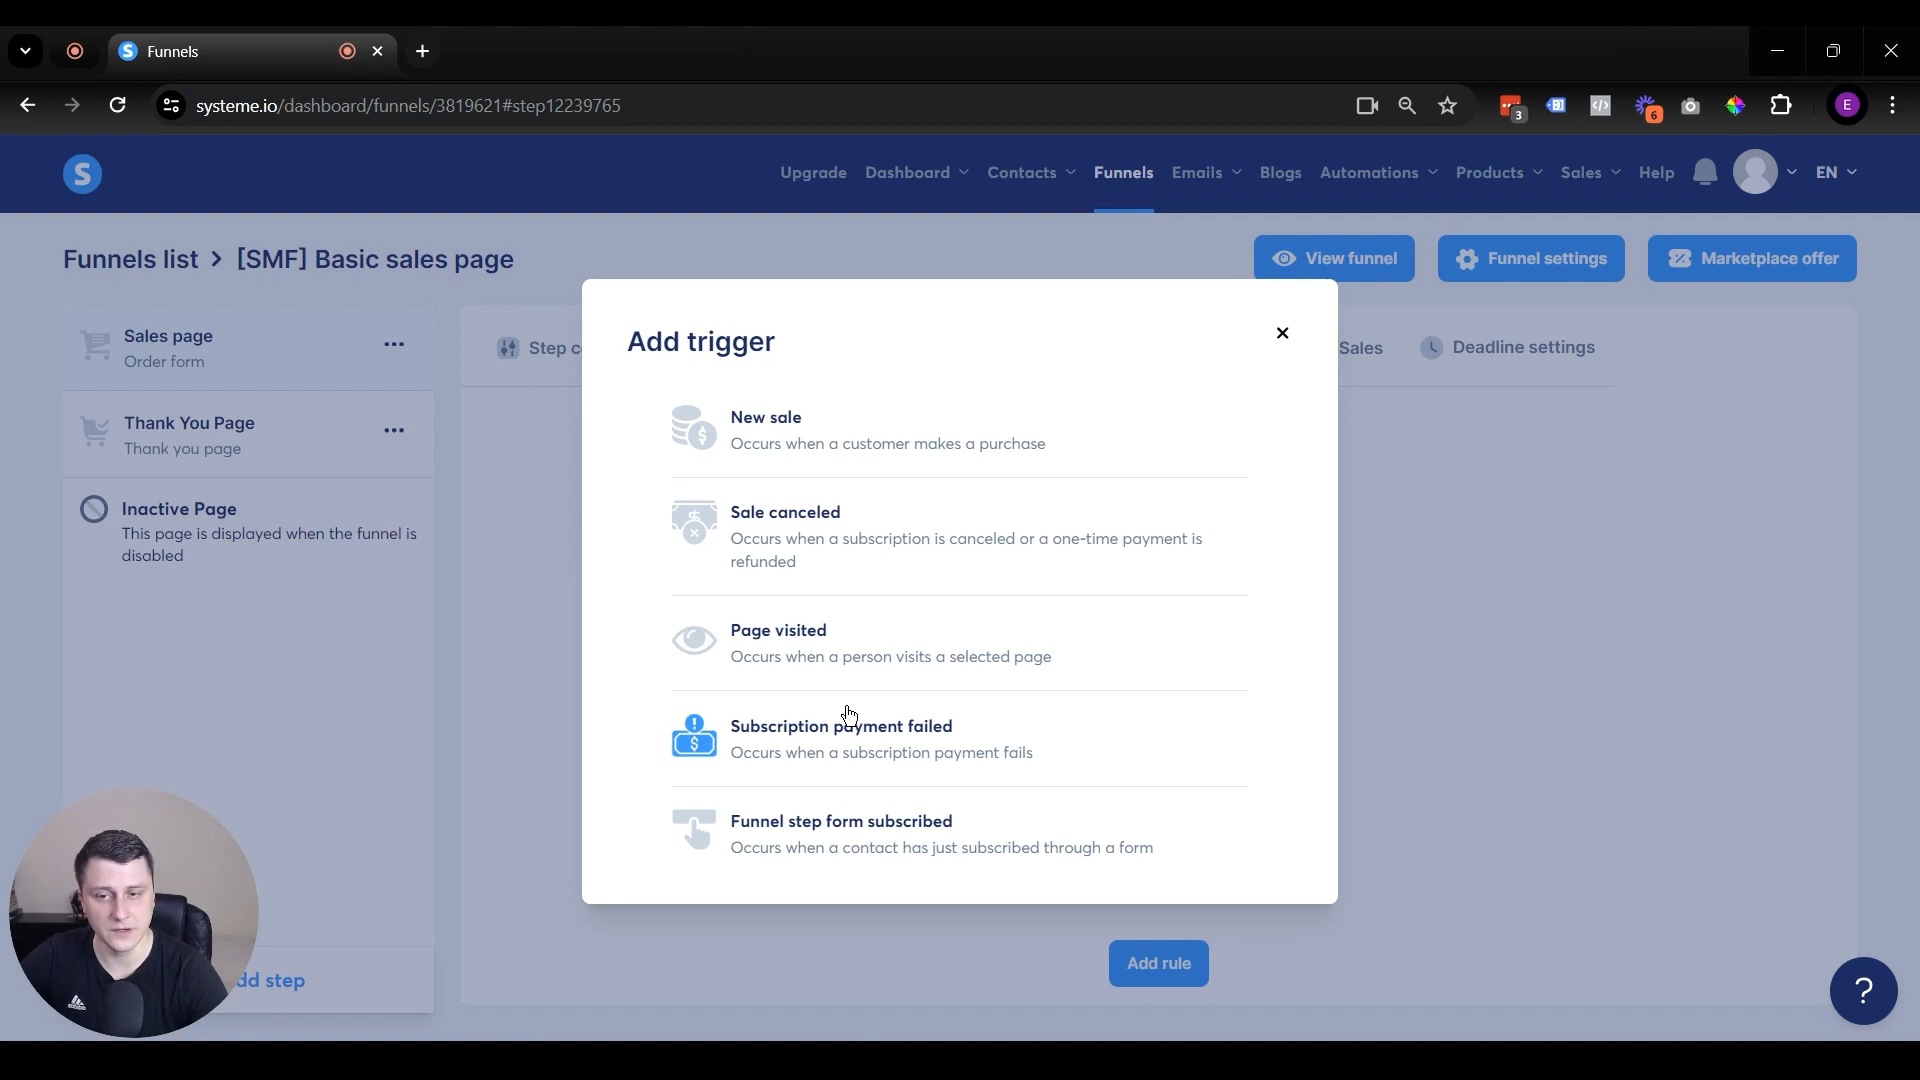 Funnels
systeme.io/dashboard/funnels/3819621#step12239765
3
6
E
S
Upgrade Dashboard Contacts Funnels Emails Blogs Automations Products Sales Help EN
Funnels list > [SMF] Basic sales page
View funnel
Funnel settings
Marketplace offer
Sales page
Order form
Thank You Page
Thank you page
Inactive Page
This page is displayed when the funnel is
disabled
dd step
Step c
Sales
Deadline settings
Add trigger
New sale
Occurs when a customer makes a purchase
Sale canceled
Occurs when a subscription is canceled or a one-time payment is
refunded
Page visited
Occurs when a person visits a selected page
Subscription payment failed
Occurs when a subscription payment fails
Funnel step form subscribed
Occurs when a contact has just subscribed through a form
Add rule
?